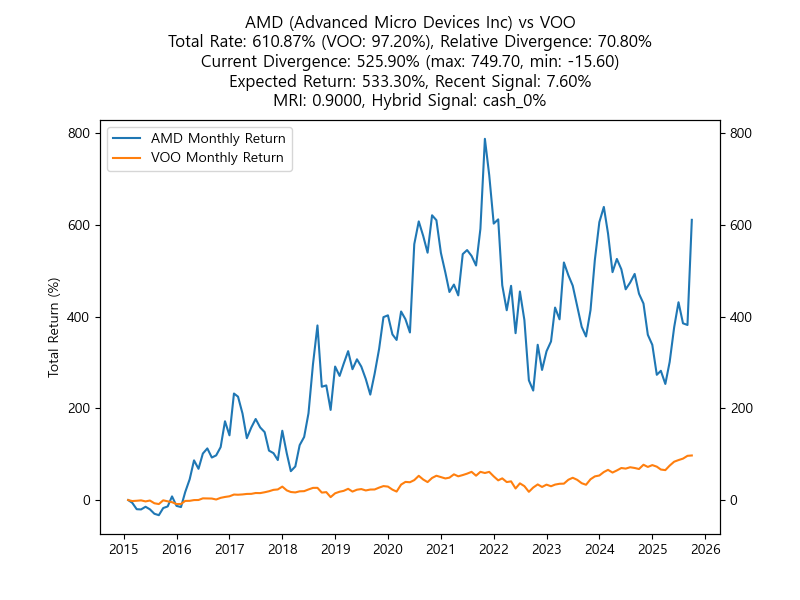 AMD (Advanced Micro Devices Inc) vs VOO
Total Rate: 610.87% (VOO: 97.20%), Relative Divergence: 70.80%
Current Divergence: 525.90% (max: 749.70, min: -15.60)
Expected Return: 533.30%, Recent Signal: 7.60%
MRI: 0.9000, Hybrid Signal: cash_0%
AMD Monthly Return
VOO Monthly Return
Total Return (%)
800
600
400
200
0
800
600
400
200
0
2015 2016 2017 2018 2019 2020 2021 2022 2023 2024 2025 2026